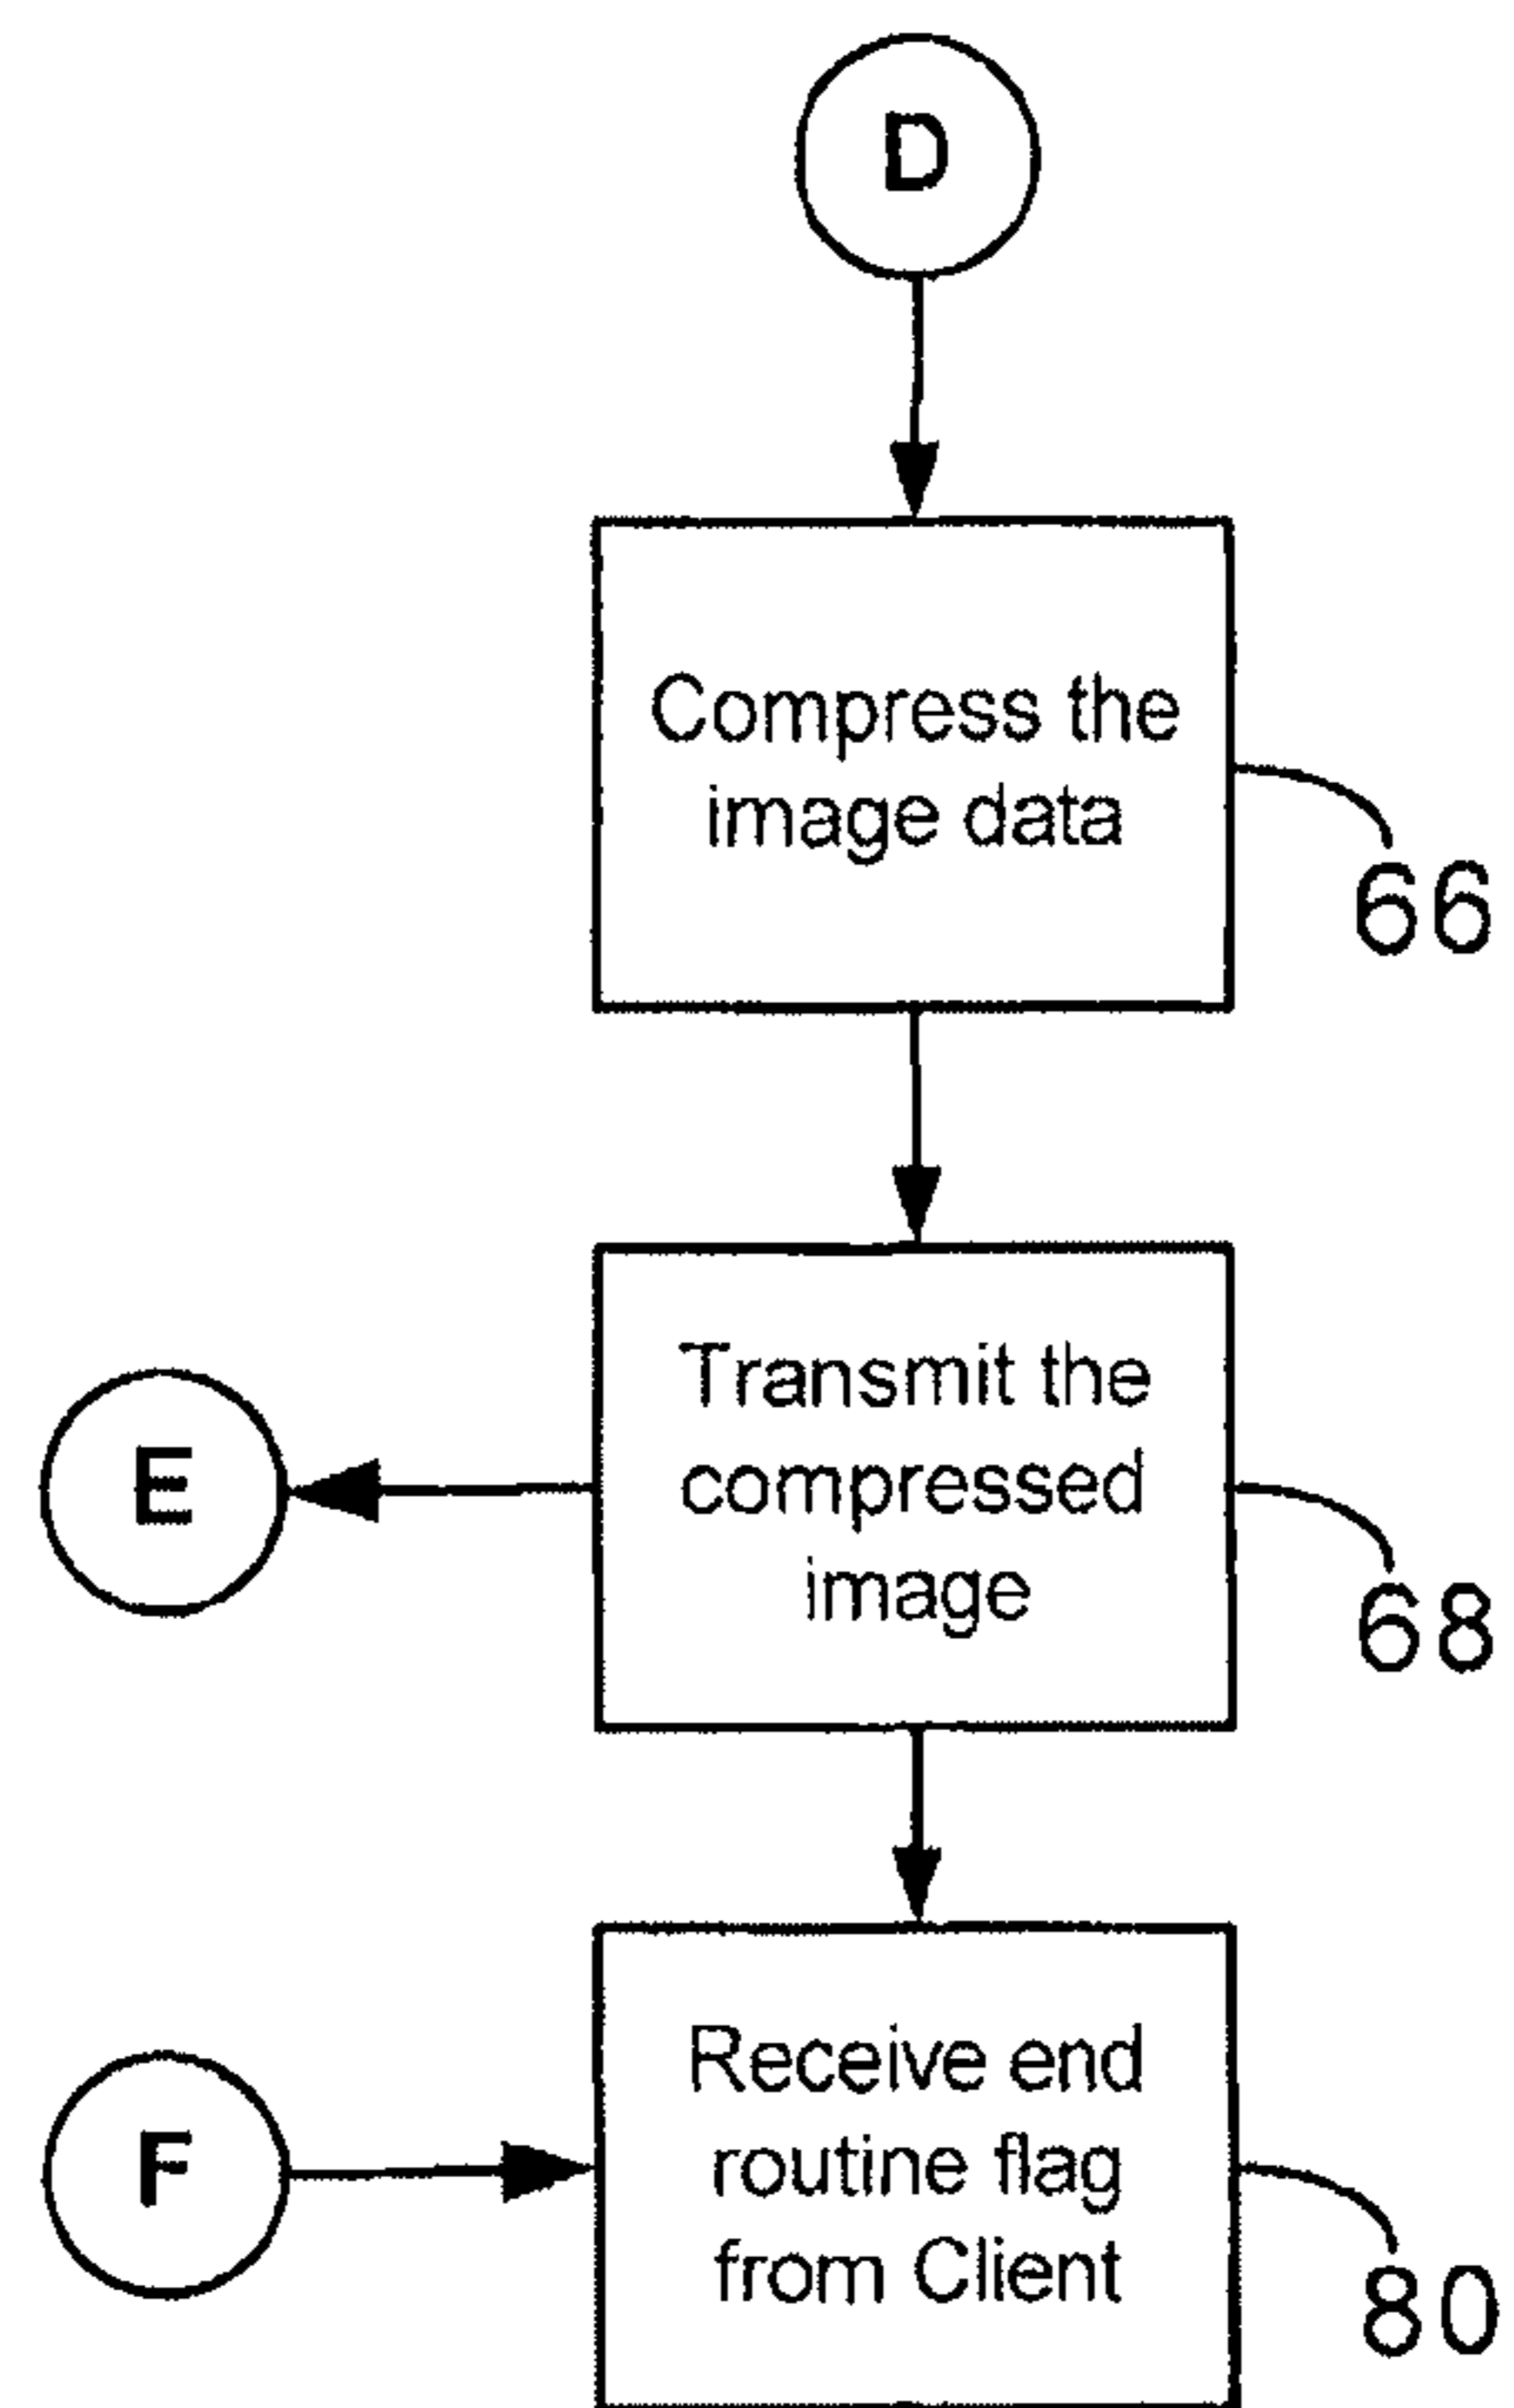 D
Compress the
image data
66
Transmit the
compressed
image
E
68
Receive end
routine flag
from Client
F
80